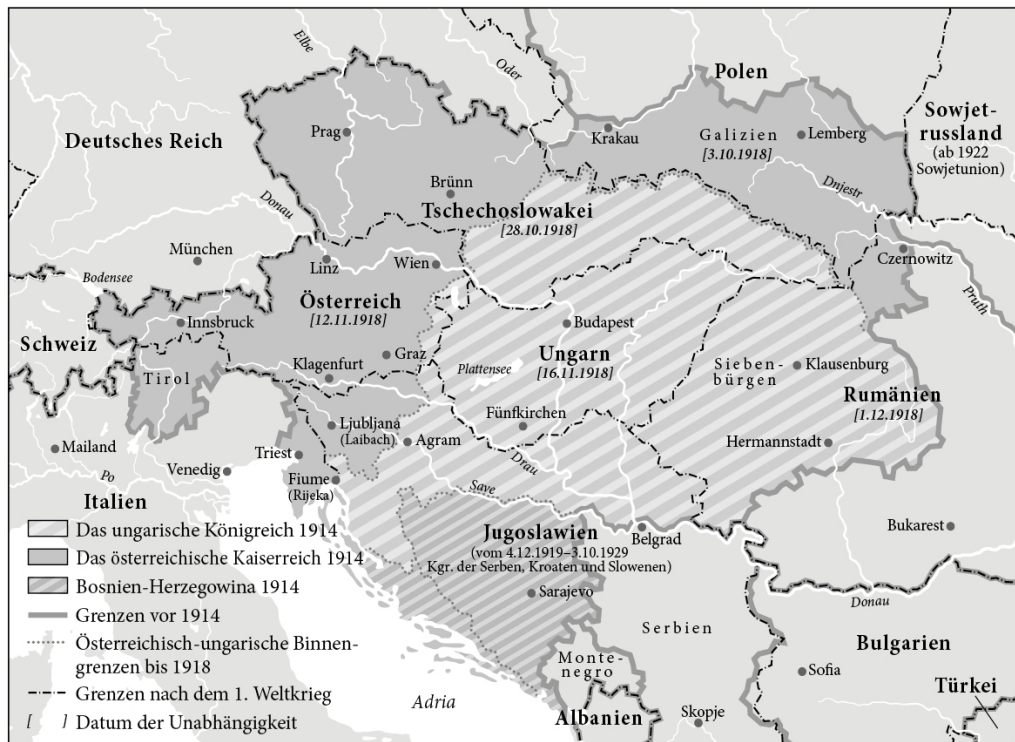 Elbe
Oder
Polen
Sowjet-
russland
(ab 1922
Sowjetunion)
Deutsches Reich
Prag
Krakau
Galizien
[3.10.1918]
Lemberg
Dnjestr
Brünn
Tschechoslowakei
[28.10.1918]
Donau
München
Linz
Wien
Czernowitz
Pruth
Bodensee
Österreich
[12.11.1918]
Innsbruck
Schweiz
Tirol
Klagenfurt
Graz
Budapest
Plattensee
Ungarn
[16.11.1918]
Sieben-
bürgen
Klausenburg
Rumänien
[1.12.1918]
Ljubljana
(Laibach)
Agram
Fünfkirchen
Hermannstadt
Drau
Mailand
Po
Venedig
Triest
Fiume
(Rijeka)
Save
Belgrad
Bukarest
Italien
Jugoslawien
(vom 4.12.1919–3.10.1929
Kgr. der Serben, Kroaten und Slowenen)
Sarajevo
Donau
Serbien
Bulgarien
Monte-
negro
Sofia
Türkei
Adria
Albanien
Skopje
Das ungarische Königreich 1914
Das österreichische Kaiserreich 1914
Bosnien-Herzegowina 1914
Grenzen vor 1914
Österreichisch-ungarische Binnen-
grenzen bis 1918
Grenzen nach dem 1. Weltkrieg
[ ] Datum der Unabhängigkeit